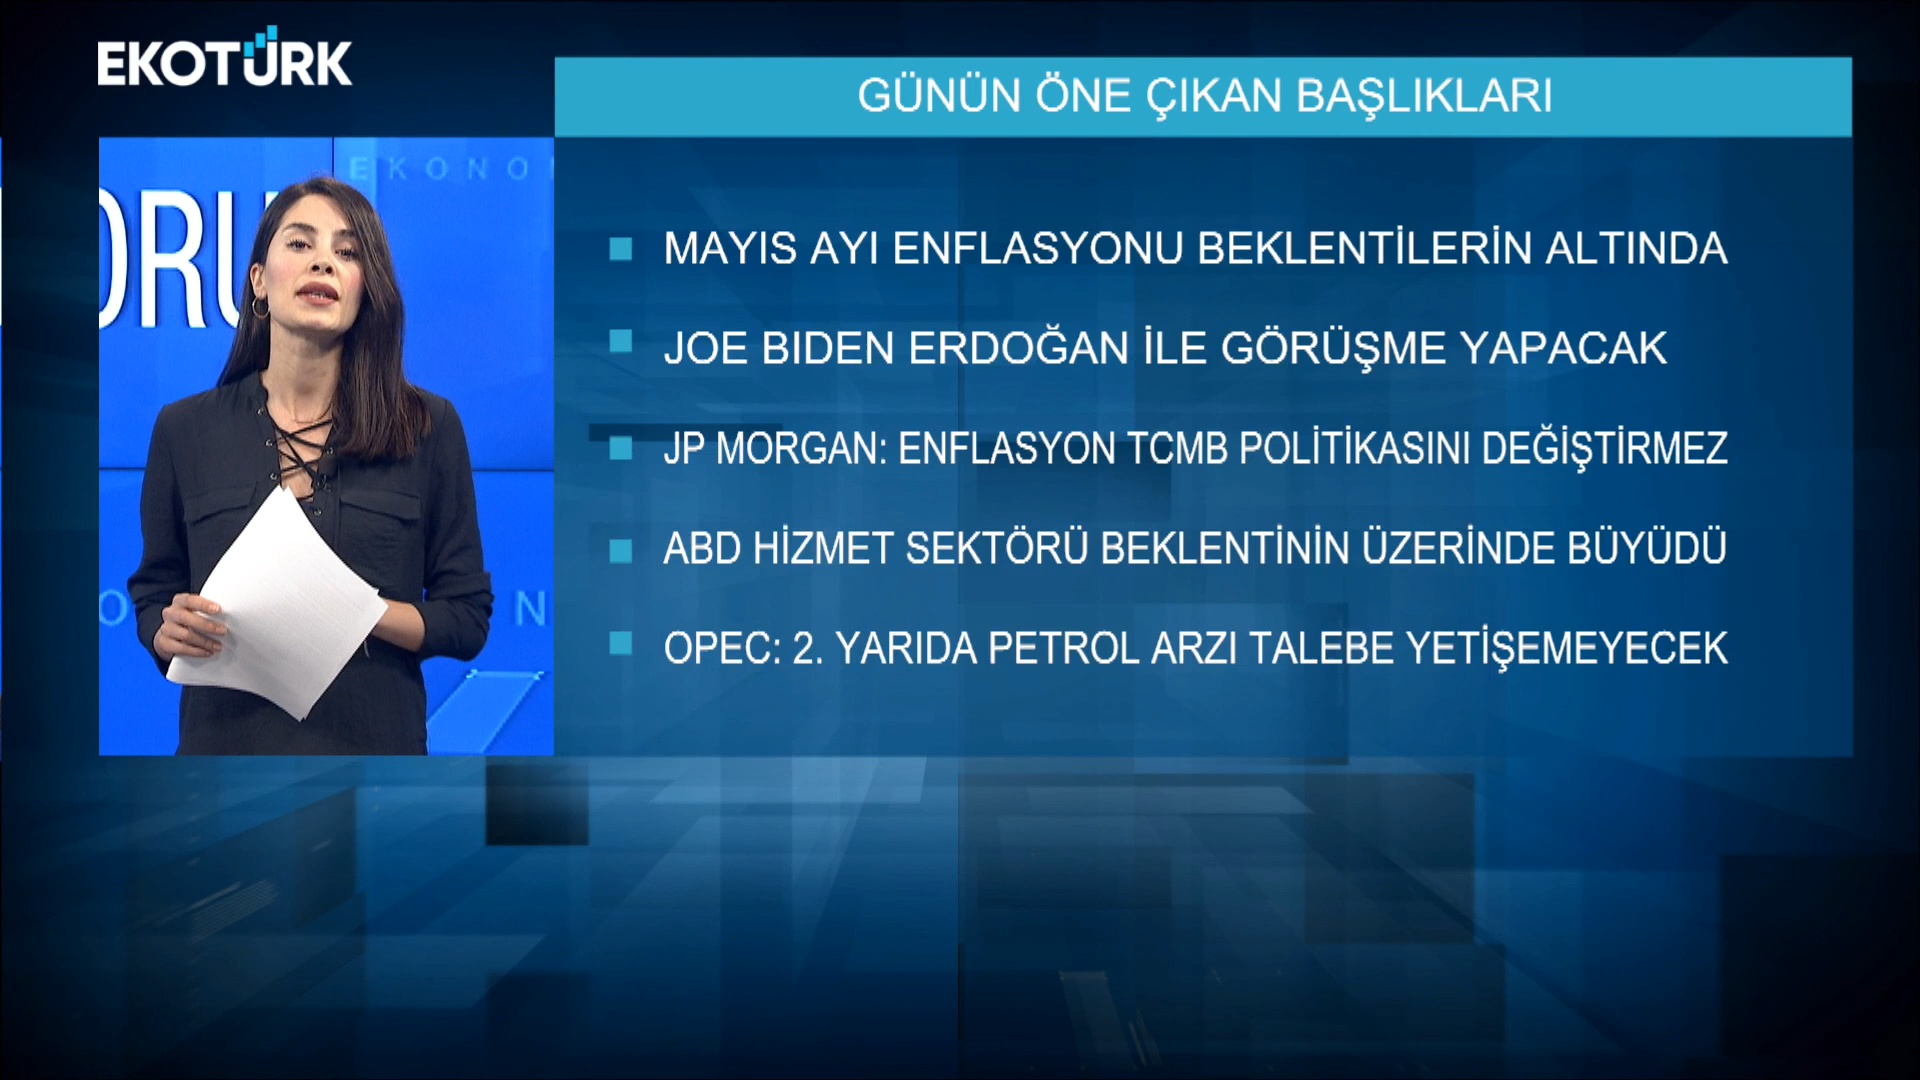 EKOTÜRK
GÜNÜN ÖNE ÇIKAN BAŞLIKLARI
EKONO
ORU
O
N
MAYIS AYI ENFLASYONU BEKLENTİLERİN ALTINDA
JOE BIDEN ERDOĞAN İLE GÖRÜŞME YAPACAK
JP MORGAN: ENFLASYON TCMB POLİTİKASINI DEĞİŞTİRMEZ
ABD HİZMET SEKTÖRÜ BEKLENTİNİN ÜZERİNDE BÜYÜDÜ
OPEC: 2. YARIDA PETROL ARZI TALEBE YETİŞEMEYECEK